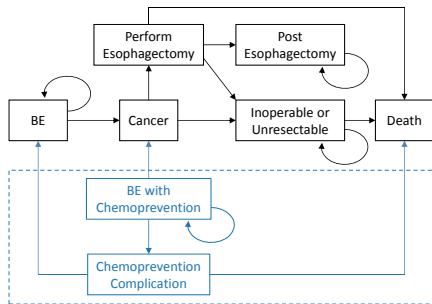 Perform
Esophagectomy
Post
Esophagectomy
BE
Cancer
Inoperable or
Unresectable
Death
BE with
Chemoprevention
Chemoprevention
Complication